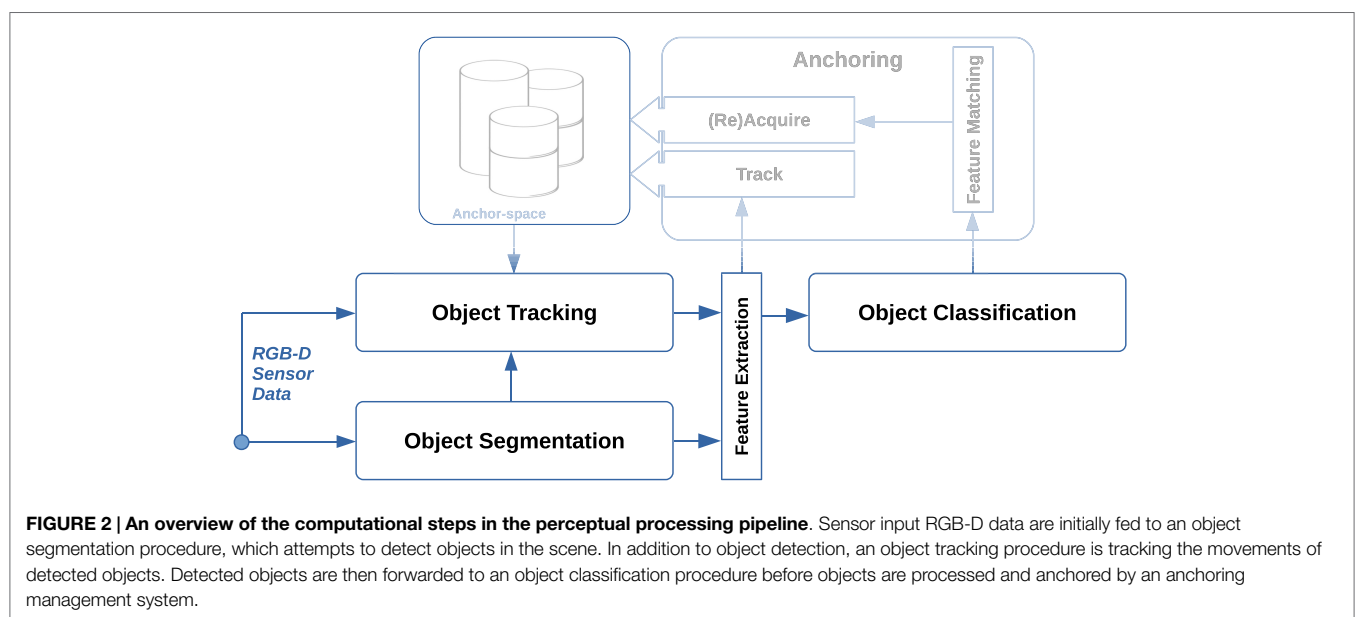 Anchoring
(Re)Acquire
Feature Matching
Track
Anchor-space
Object Tracking
Feature Extraction
Object Classification
RGB-D
Sensor
Data
Object Segmentation
FIGURE 2 | An overview of the computational steps in the perceptual processing pipeline. Sensor input RGB-D data are initially fed to an object
segmentation procedure, which attempts to detect objects in the scene. In addition to object detection, an object tracking procedure is tracking the movements of
detected objects. Detected objects are then forwarded to an object classification procedure before objects are processed and anchored by an anchoring
management system.